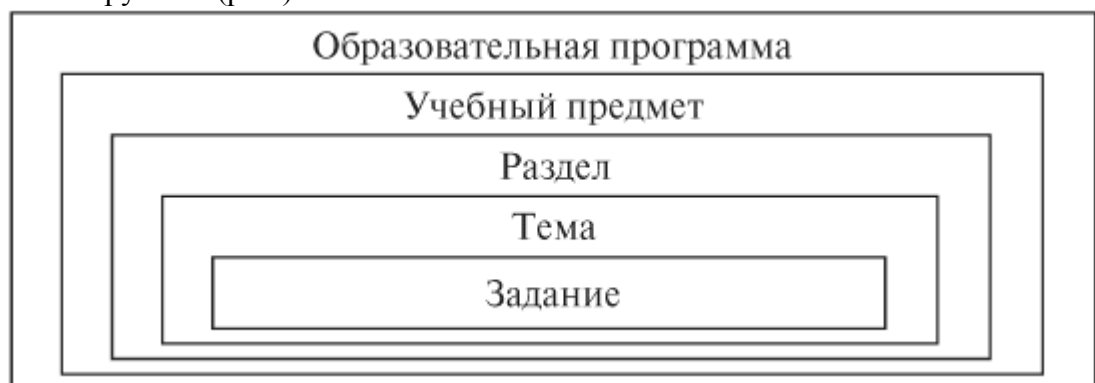 Образовательная программа
Учебный предмет
Раздел
Тема
Задание